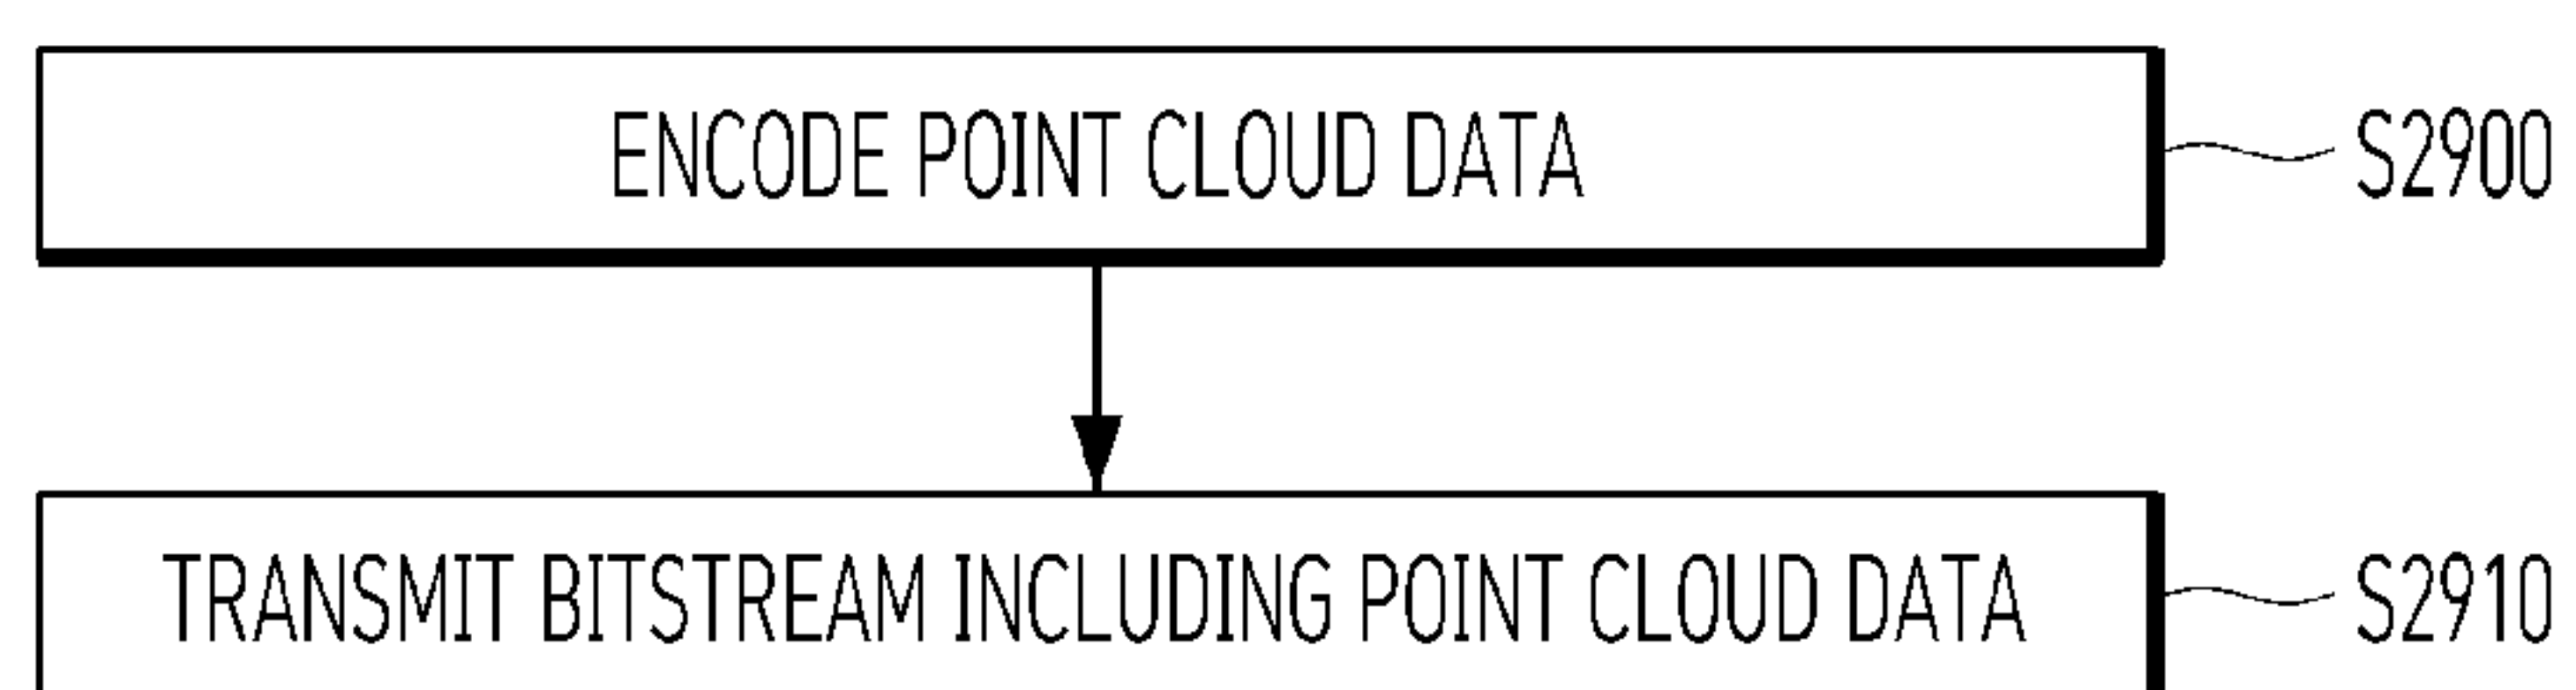 ENCODE POINT CLOUD DATA S2900
TRANSMIT BITSTREAM INCLUDING POINT CLOUD DATA S2910